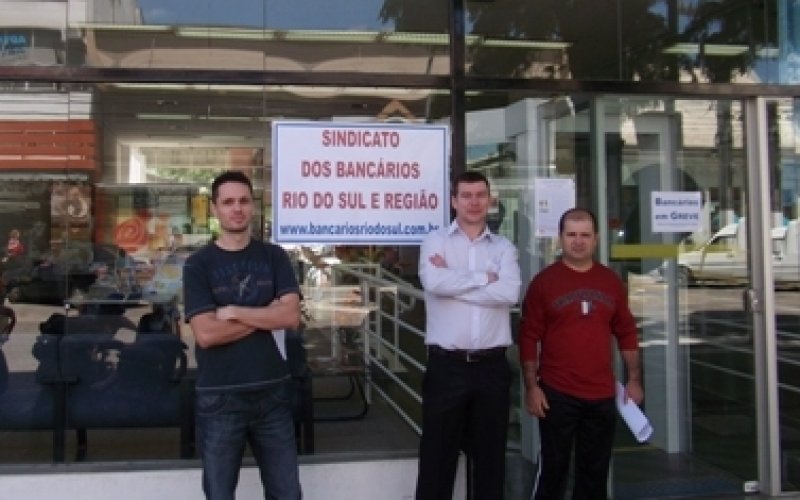 SINDICATO
DOS BANCÁRIOS
RIO DO SUL E REGIÃO
www.bancariosriodosul.com.br
Bancários
em GREVE